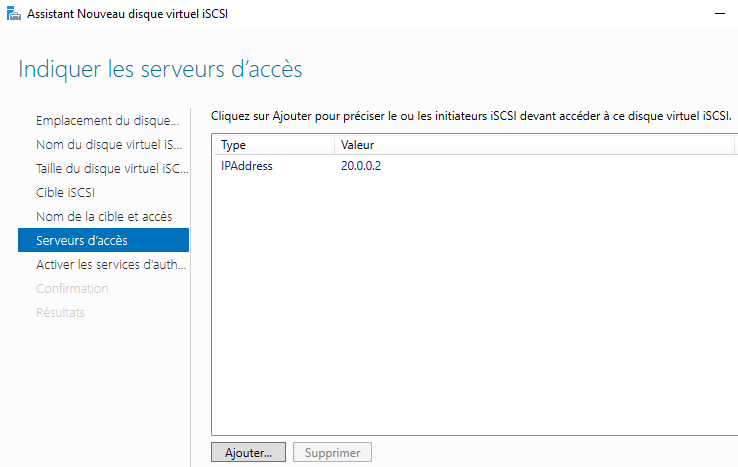 Assistant Nouveau disque virtuel iSCSI
Indiquer les serveurs d'accès
Emplacement du disque...
Nom du disque virtuel iS...
Taille du disque virtuel iSC...
Cible iSCSI
Nom de la cible et accès
Serveurs d'accès
Activer les services d'auth...
Confirmation
Résultats
Cliquez sur Ajouter pour préciser le ou les initiateurs iSCSI devant accéder à ce disque virtuel iSCSI.
Type Valeur
IPAddress 20.0.0.2
Ajouter... Supprimer